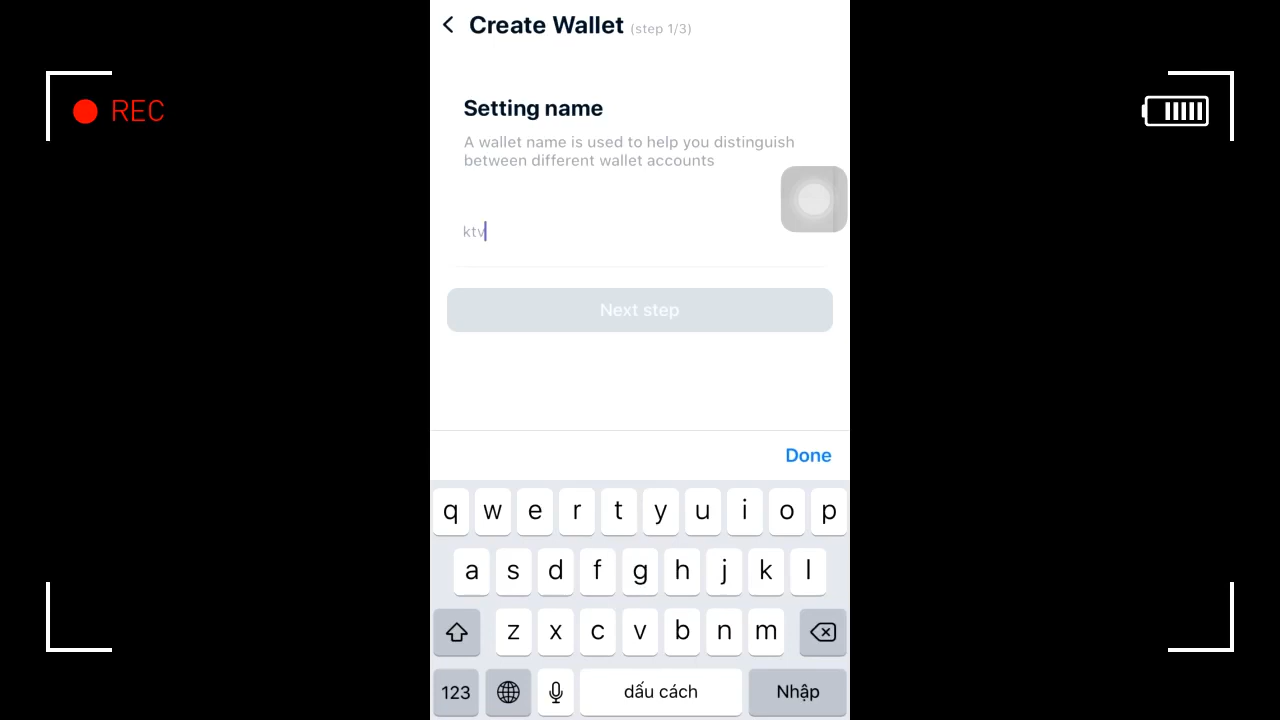 Create Wallet (step 1/3)
REC
Setting name
A wallet name is used to help you distinguish
between different wallet accounts
ktv
Next step
Done
q w e r t y u i o p
a s d f g h j k l
z x c v b n m
123 dấu cách Nhập